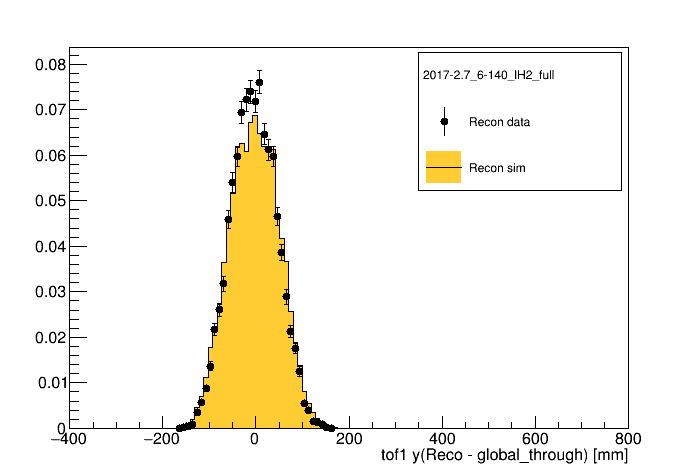 2017-2.7_6-140_IH2_full
Recon data
Recon sim
0.08
0.07
0.06
0.05
0.04
0.03
0.02
0.01
0
−400 −200 0 200 400 600 800
tof1 y(Reco - global_through) [mm]